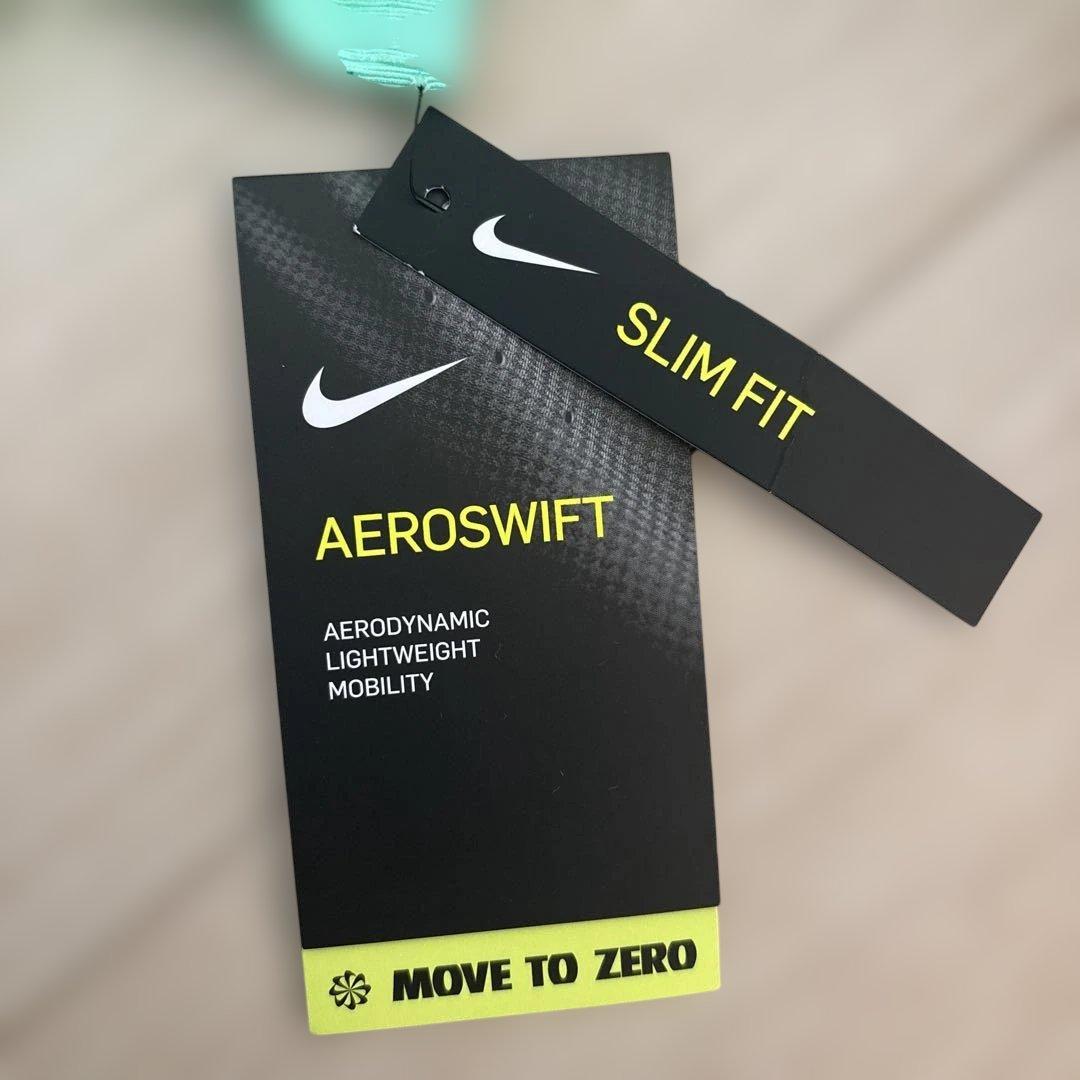 SLIM FIT
AEROSWIFT
AERODYNAMIC
LIGHTWEIGHT
MOBILITY
MOVE TO ZERO